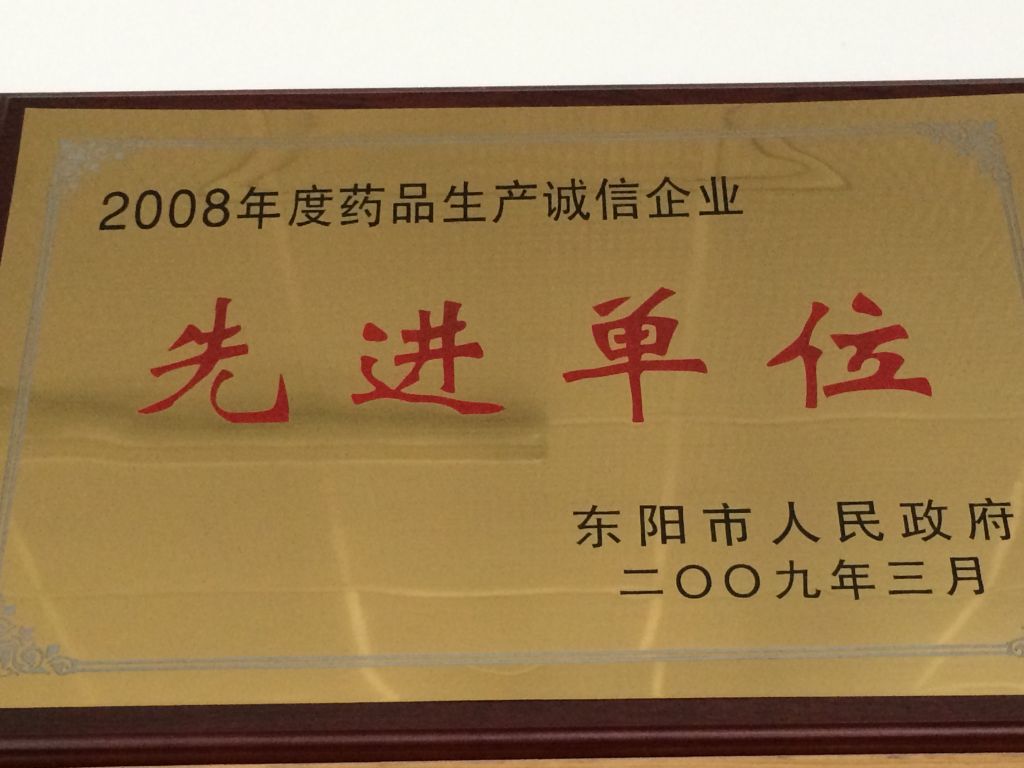 2008年度药品生产诚信企业
先进单位
东阳市人民政府
二〇〇九年三月